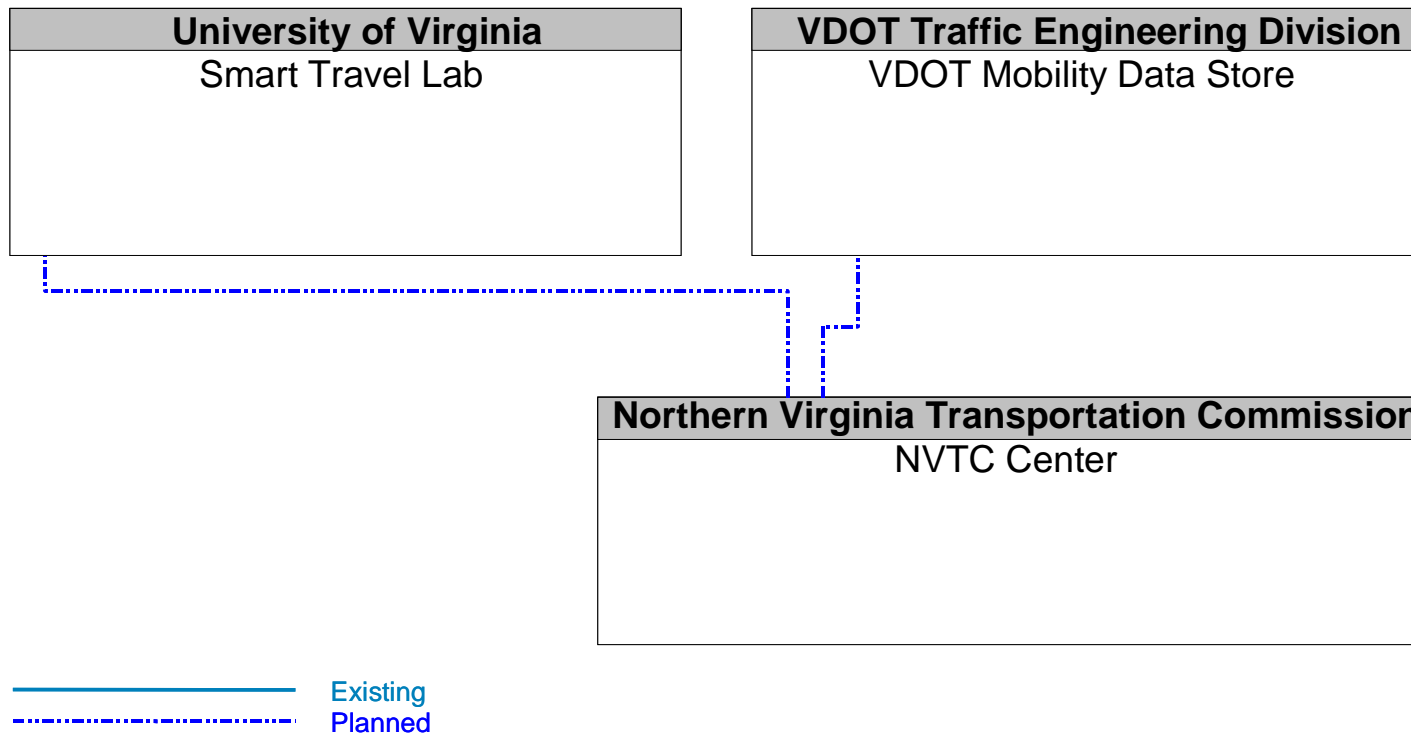 University of Virginia
Smart Travel Lab
VDOT Traffic Engineering Division
VDOT Mobility Data Store
Northern Virginia Transportation Commission
NVTC Center
Existing
Planned